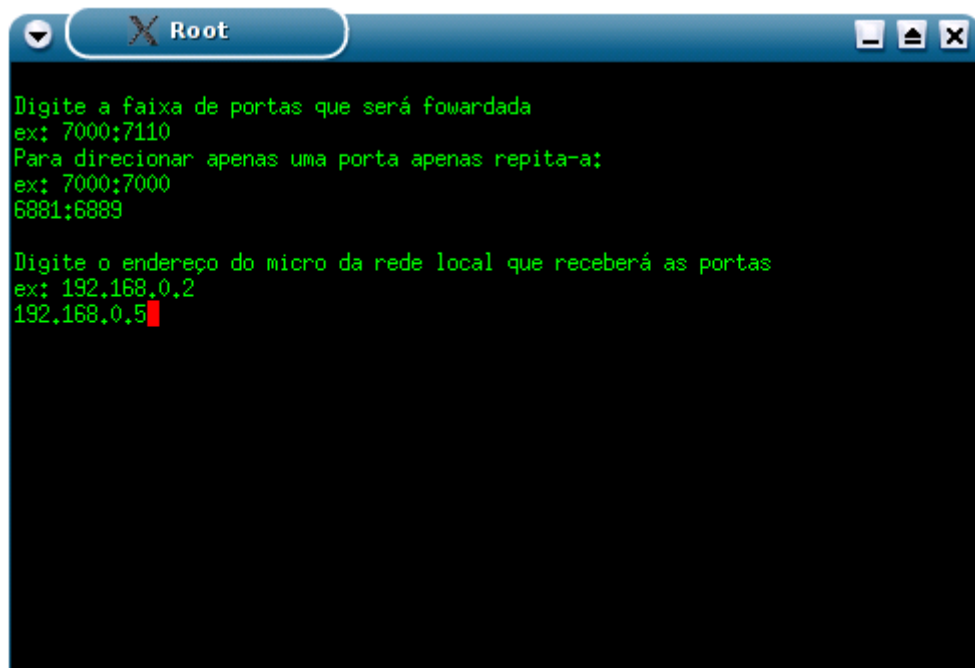 Root
Digite a faixa de portas que será fowardada
ex: 7000:7110
Para direcionar apenas uma porta apenas repita-a:
ex: 7000:7000
6881:6889
Digite o endereço do micro da rede local que receberá as portas
ex: 192.168.0.2
192.168.0.5